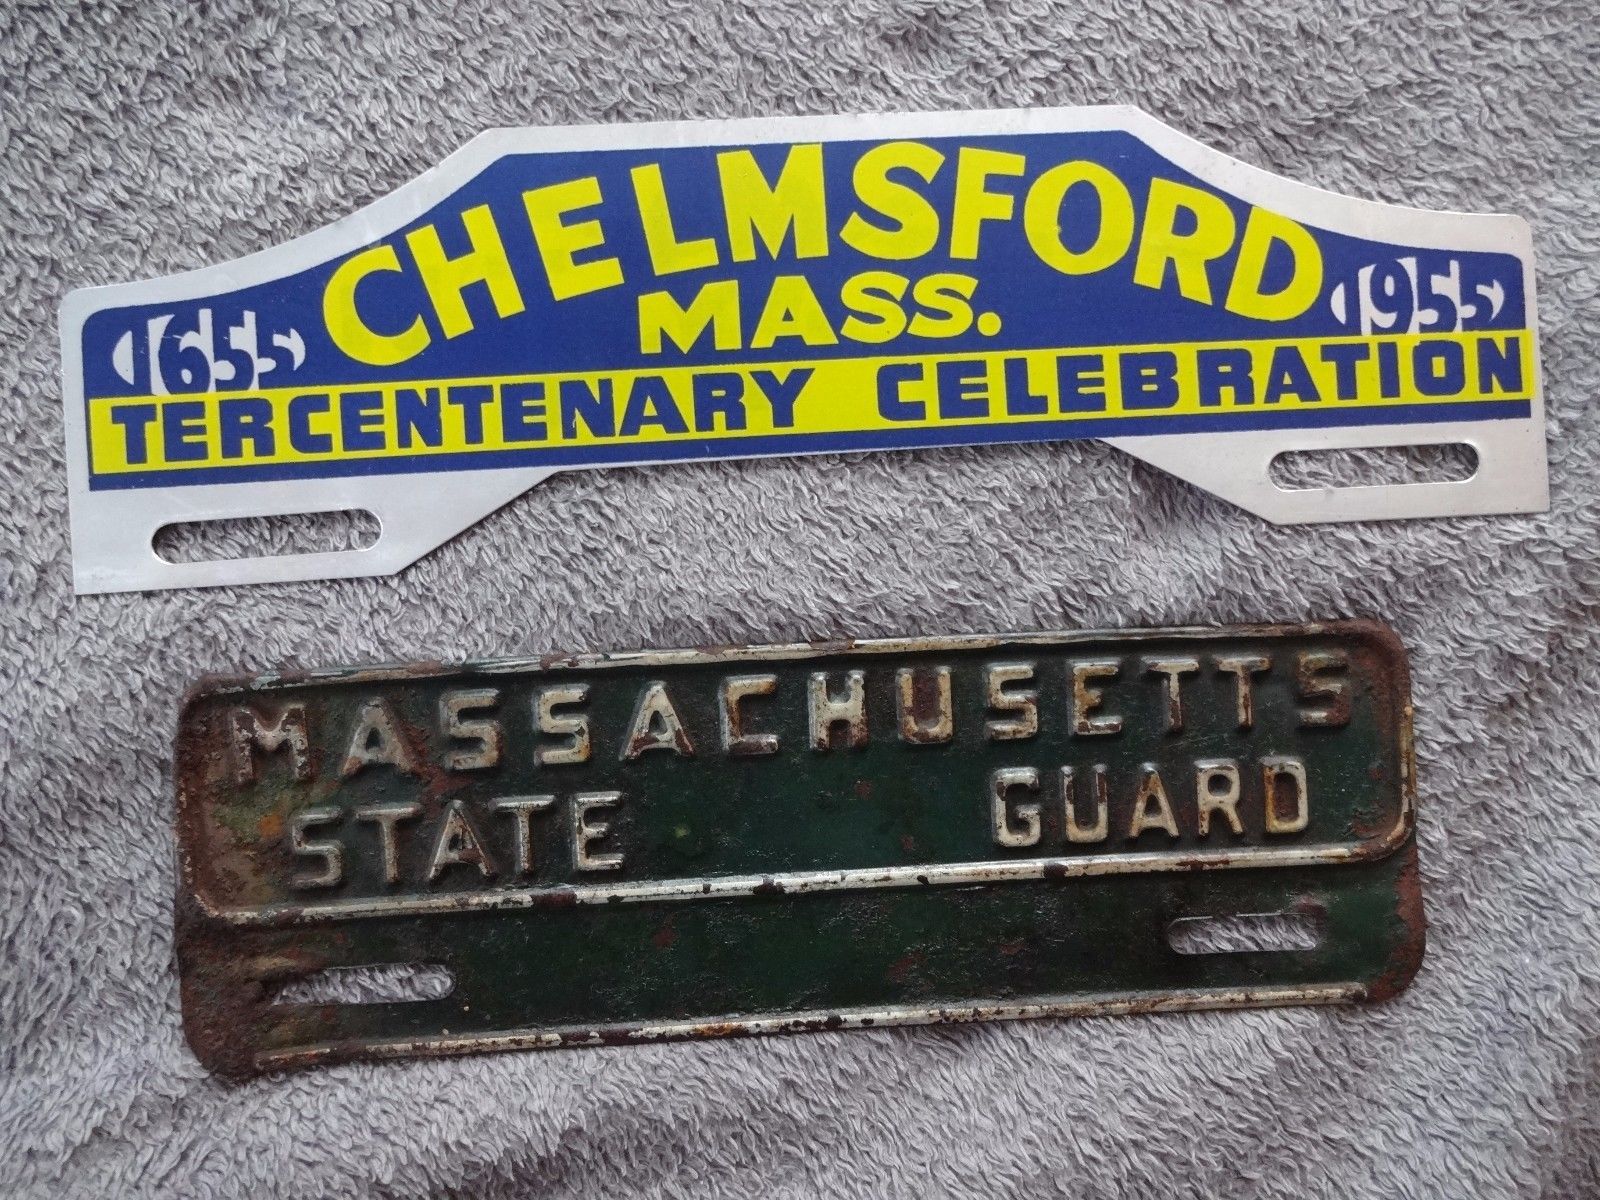 CHELMSFORD
MASS.
1655 1955
TERCENTENARY CELEBRATION
MASSACHUSETTS
STATE GUARD